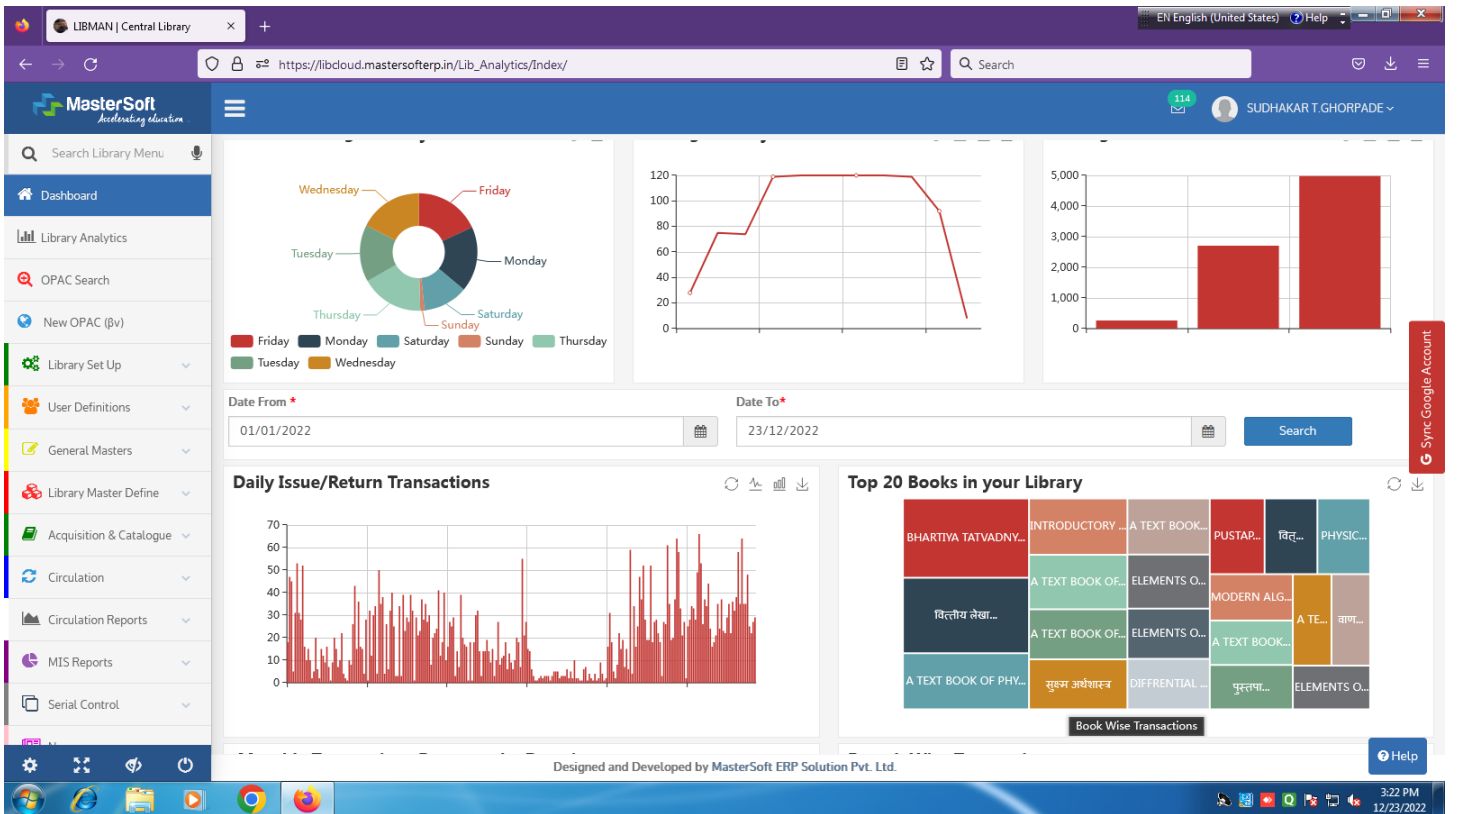 LIBMAN | Central Library
EN English (United States) Help
https://libcloud.mastersofterp.in/Lib_Analytics/Index/
Search
MasterSoft
Accelerating education
114
SUDHAKAR T.GHORPADE
Search Library Menu
Dashboard
Library Analytics
OPAC Search
New OPAC (βv)
Library Set Up
User Definitions
General Masters
Library Master Define
Acquisition & Catalogue
Circulation
Circulation Reports
MIS Reports
Serial Control
Wednesday
Friday
Tuesday
Monday
Thursday
Saturday
Sunday
Friday Monday Saturday Sunday Thursday
Tuesday Wednesday
120
100
80
60
40
20
0
5,000
4,000
3,000
2,000
1,000
0
Sync Google Account
Date From *
01/01/2022
Date To*
23/12/2022
Search
Daily Issue/Return Transactions
70
60
50
40
30
20
10
0
Top 20 Books in your Library
BHARTIYA TATVADNY...
वित्तीय लेखा...
A TEXT BOOK OF PHY...
INTRODUCTORY ...
A TEXT BOOK OF...
A TEXT BOOK OF...
सुक्ष्म अर्थशास्त्र
A TEXT BOOK...
ELEMENTS O...
ELEMENTS O...
DIFFRENTIAL ...
PUSTAP...
वित्...
PHYSIC...
MODERN ALG...
A TEXT BOOK...
पुस्तपा...
A TE...
वाण...
ELEMENTS O...
Book Wise Transactions
Help
Designed and Developed by MasterSoft ERP Solution Pvt. Ltd.
3:22 PM
12/23/2022